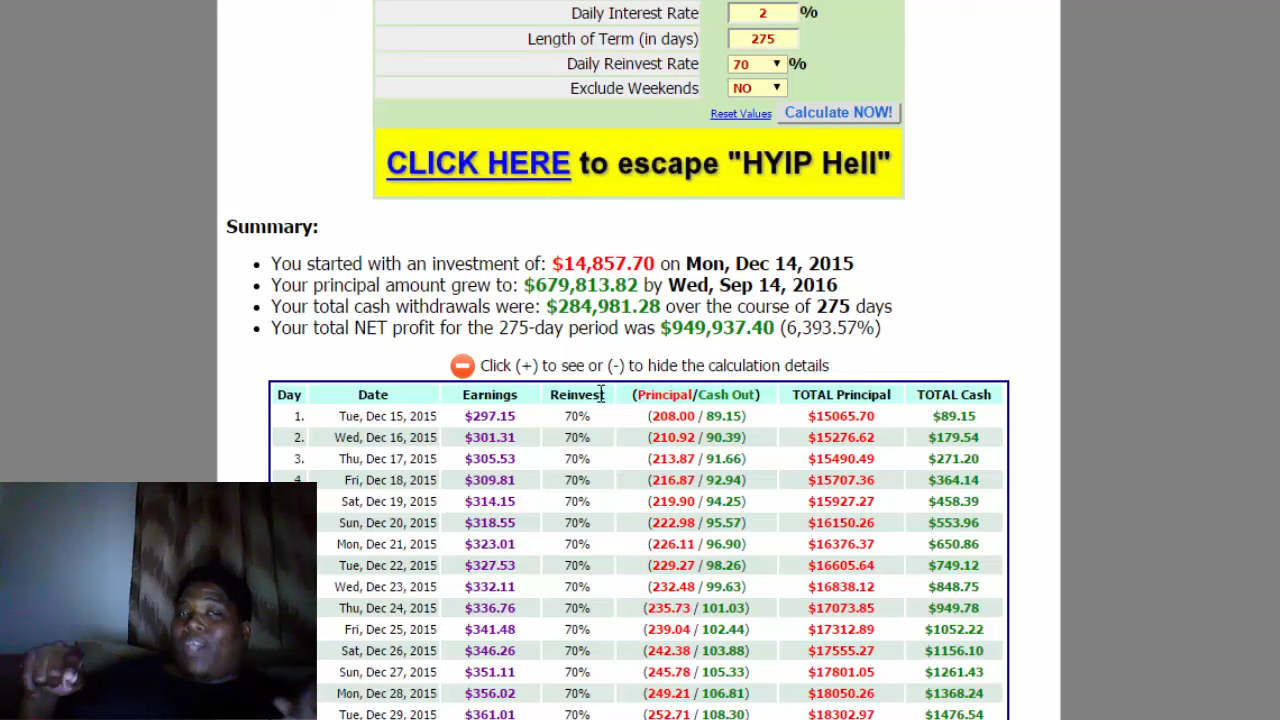 Daily Interest Rate 2 %
Length of Term (in days) 275
Daily Reinvest Rate 70 %
Exclude Weekends NO
Reset Values Calculate NOW!
CLICK HERE to escape "HYIP Hell"
Summary:
• You started with an investment of: $14,857.70 on Mon, Dec 14, 2015
• Your principal amount grew to: $679,813.82 by Wed, Sep 14, 2016
• Your total cash withdrawals were: $284,981.28 over the course of 275 days
• Your total NET profit for the 275-day period was $949,937.40 (6,393.57%)
Click (+) to see or (-) to hide the calculation details
Day Date Earnings Reinvest (Principal/Cash Out) TOTAL Principal TOTAL Cash
1. Tue, Dec 15, 2015 $297.15 70% (208.00 / 89.15) $15065.70 $89.15
2. Wed, Dec 16, 2015 $301.31 70% (210.92 / 90.39) $15276.62 $179.54
3. Thu, Dec 17, 2015 $305.53 70% (213.87 / 91.66) $15490.49 $271.20
4. Fri, Dec 18, 2015 $309.81 70% (216.87 / 92.94) $15707.36 $364.14
Sat, Dec 19, 2015 $314.15 70% (219.90 / 94.25) $15927.27 $458.39
Sun, Dec 20, 2015 $318.55 70% (222.98 / 95.57) $16150.26 $553.96
Mon, Dec 21, 2015 $323.01 70% (226.11 / 96.90) $16376.37 $650.86
Tue, Dec 22, 2015 $327.53 70% (229.27 / 98.26) $16605.64 $749.12
Wed, Dec 23, 2015 $332.11 70% (232.48 / 99.63) $16838.12 $848.75
Thu, Dec 24, 2015 $336.76 70% (235.73 / 101.03) $17073.85 $949.78
Fri, Dec 25, 2015 $341.48 70% (239.04 / 102.44) $17312.89 $1052.22
Sat, Dec 26, 2015 $346.26 70% (242.38 / 103.88) $17555.27 $1156.10
Sun, Dec 27, 2015 $351.11 70% (245.78 / 105.33) $17801.05 $1261.43
Mon, Dec 28, 2015 $356.02 70% (249.21 / 106.81) $18050.26 $1368.24
Tue, Dec 29, 2015 $361.01 70% (252.71 / 108.30) $18302.97 $1476.54